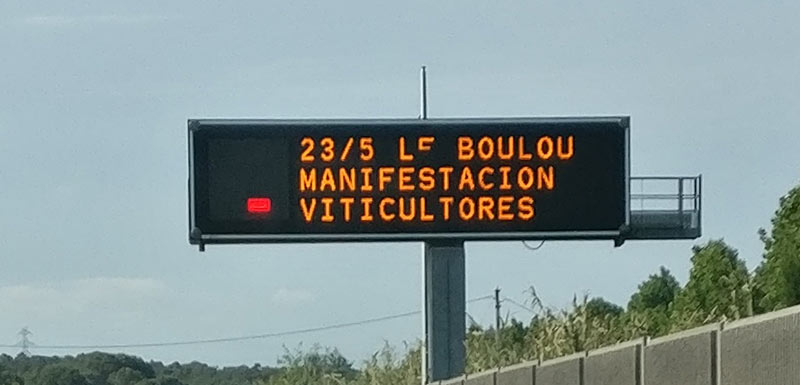 23/5 LE BOULOU
MANIFESTACION
VITICULTORES